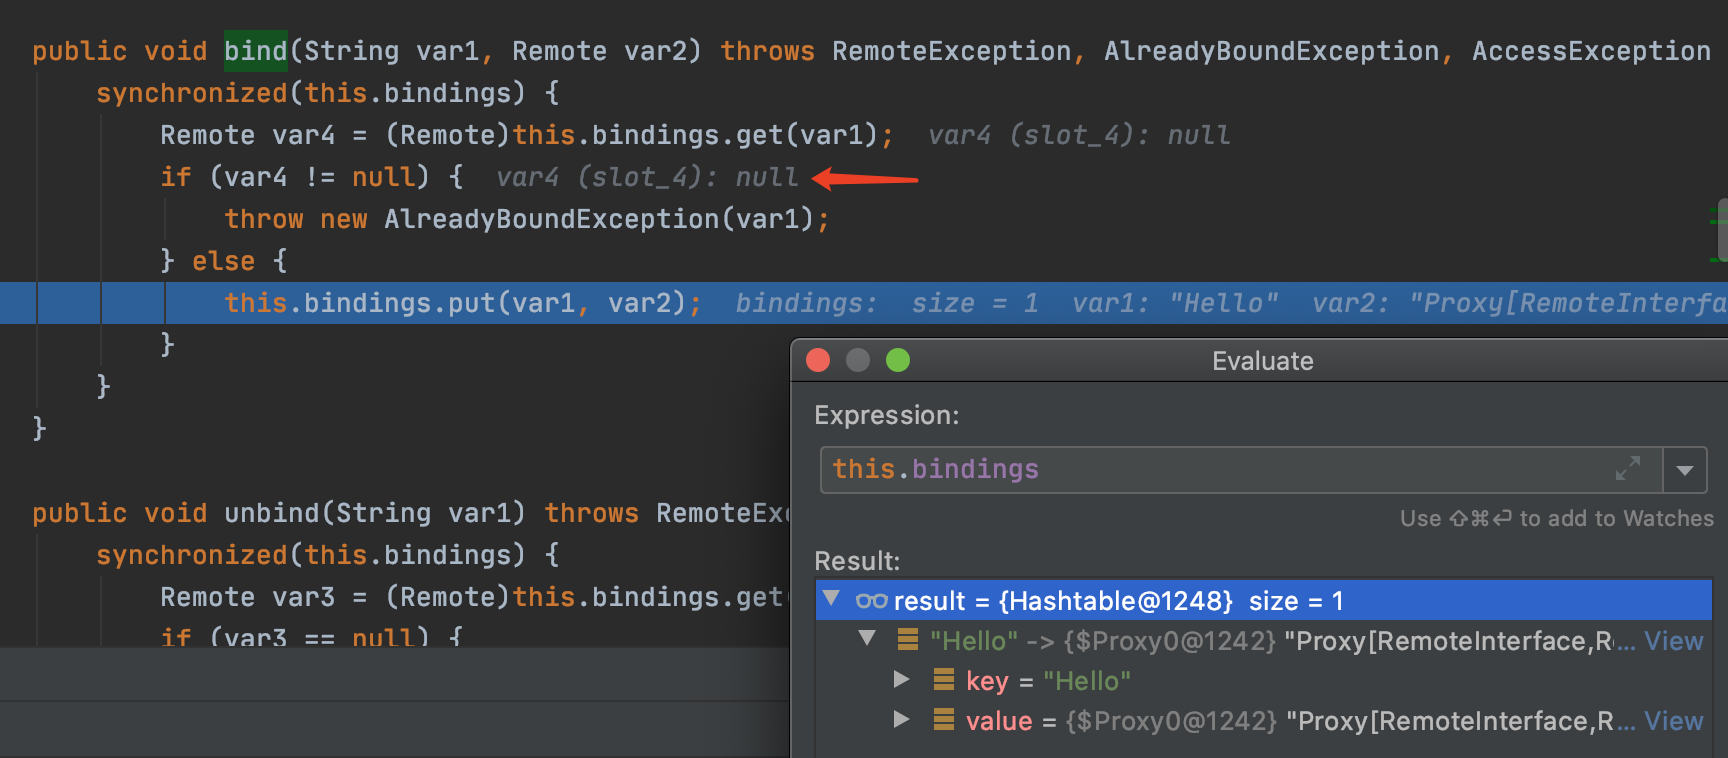 public void bind(String var1, Remote var2) throws RemoteException, AlreadyBoundException, AccessException
synchronized(this.bindings) {
Remote var4 = (Remote)this.bindings.get(var1); var4 (slot_4): null
if (var4 != null) { var4 (slot_4): null
throw new AlreadyBoundException(var1);
} else {
this.bindings.put(var1, var2); bindings: size = 1 var1: "Hello" var2: "Proxy[RemoteInterfa
}
}
}
public void unbind(String var1) throws RemoteExc
synchronized(this.bindings) {
Remote var3 = (Remote)this.bindings.get
if (var3 == null) {
Evaluate
Expression:
this.bindings
Use ⇧⌘⏎ to add to Watches
Result:
result = {Hashtable@1248} size = 1
"Hello" -> {$Proxy0@1242} "Proxy[RemoteInterface,R... View
key = "Hello"
value = {$Proxy0@1242} "Proxy[RemoteInterface,R... View